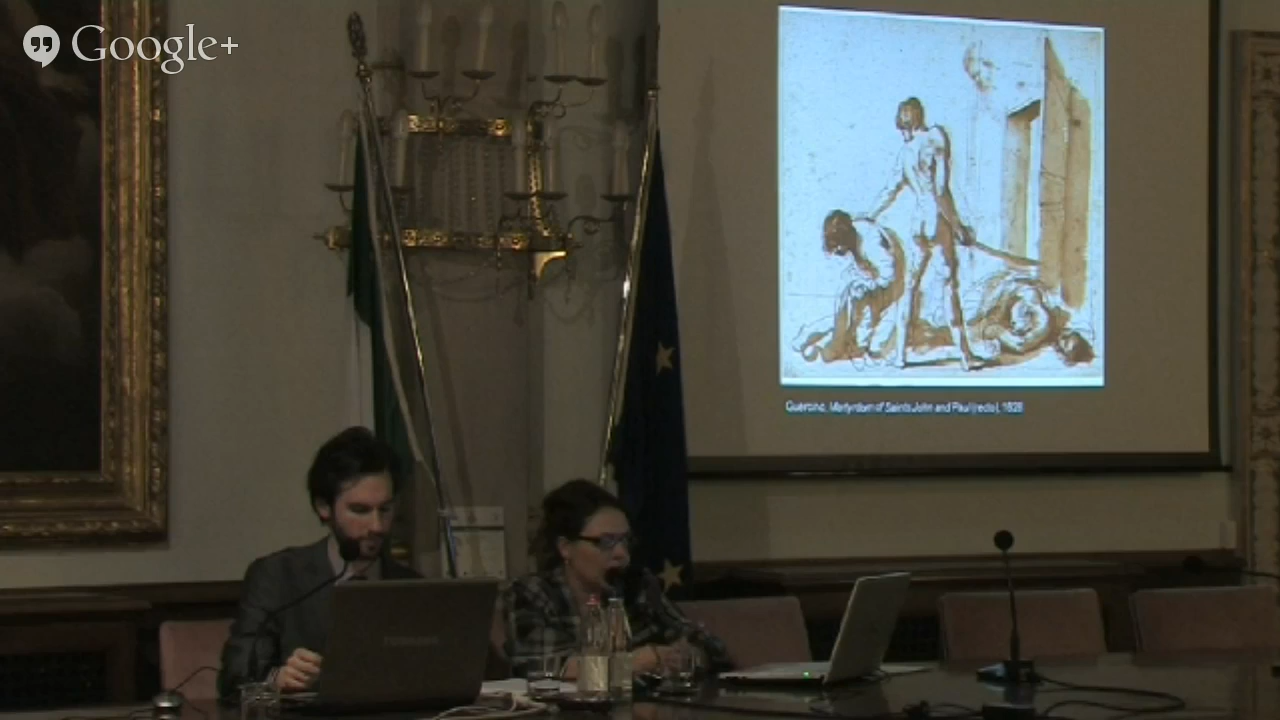 Google+
Guercino, Martyrdom of Saints John and Paul (recto), 1628